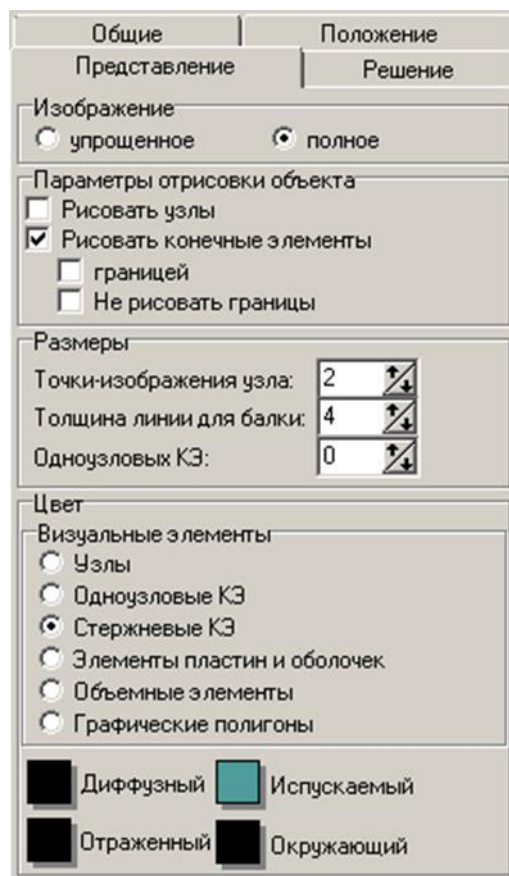 Общие Положение
Представление Решение
Изображение
упрощенное полное
Параметры отрисовки объекта
Рисовать узлы
Рисовать конечные элементы
границей
Не рисовать границы
Размеры
Точки-изображения узла: 2
Толщина линии для балки: 4
Одноузловых КЭ: 0
Цвет
Визуальные элементы
Узлы
Одноузловые КЭ
Стержневые КЭ
Элементы пластин и оболочек
Объемные элементы
Графические полигоны
Диффузный Испускаемый
Отраженный Окружающий